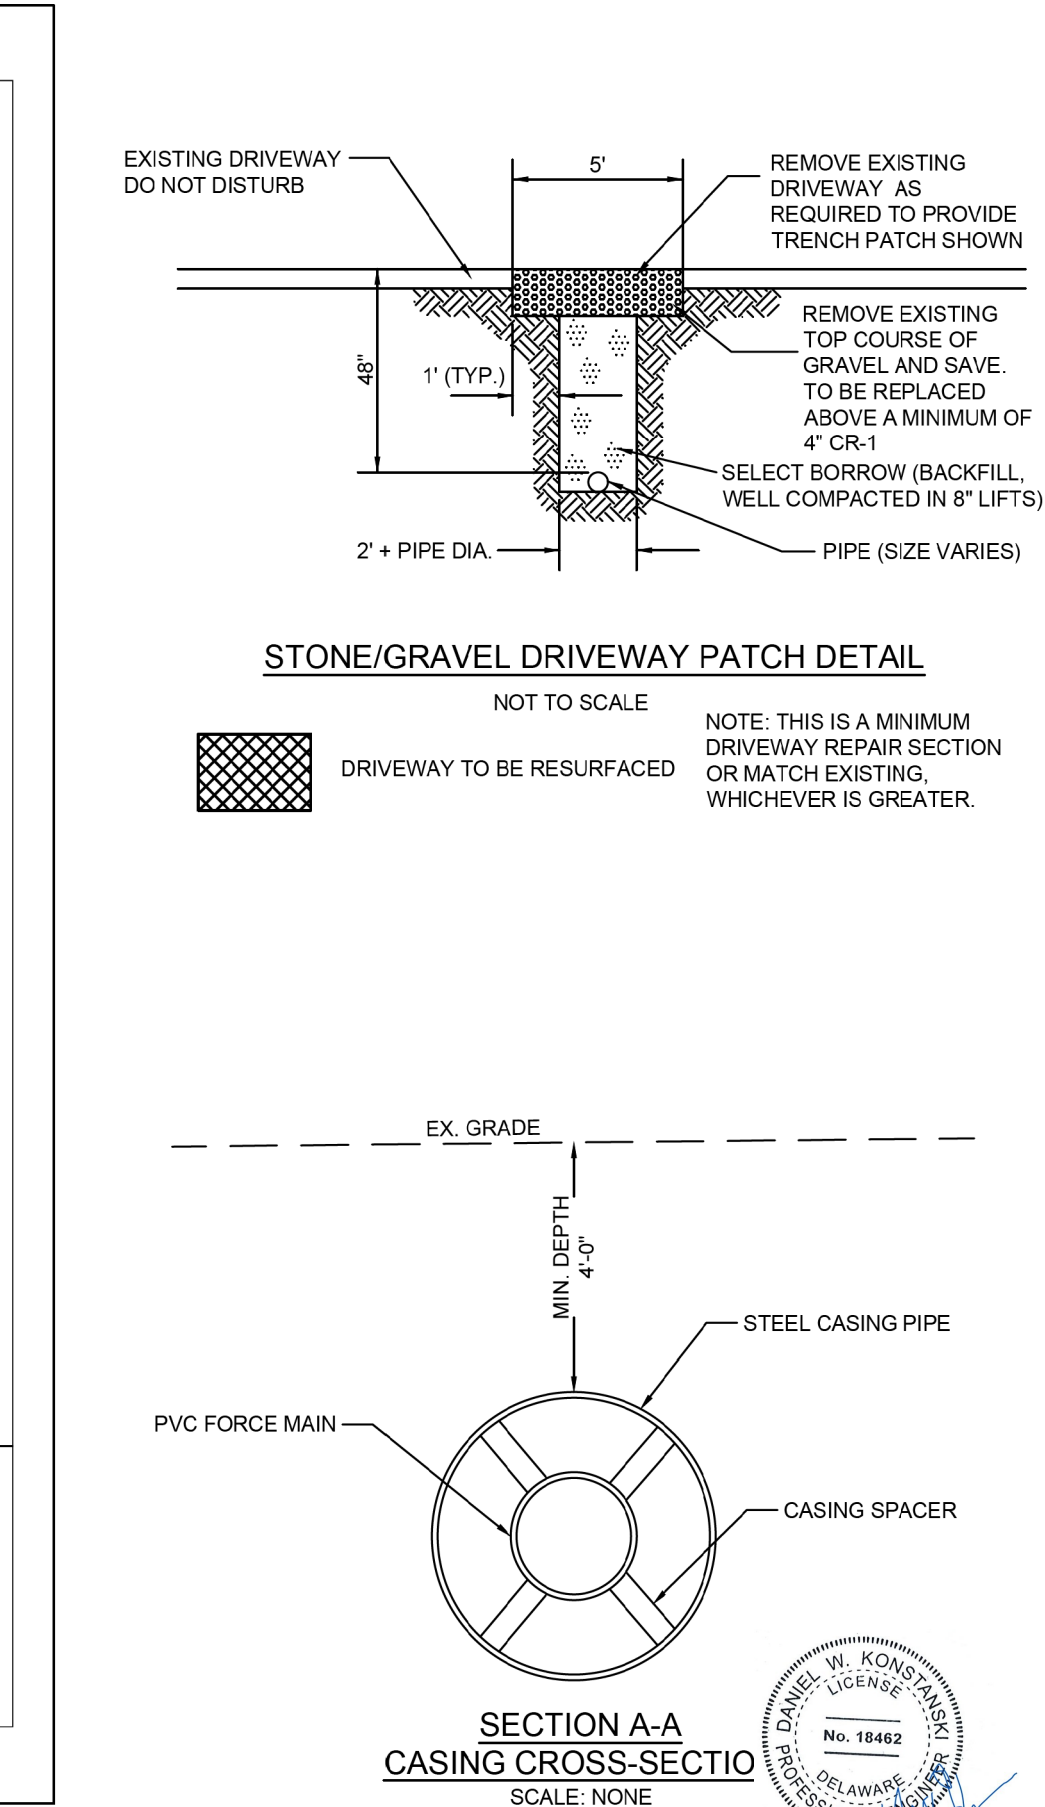 EXISTING DRIVEWAY
DO NOT DISTURB
5'
REMOVE EXISTING
DRIVEWAY AS
REQUIRED TO PROVIDE
TRENCH PATCH SHOWN
48"
1' (TYP.)
REMOVE EXISTING
TOP COURSE OF
GRAVEL AND SAVE.
TO BE REPLACED
ABOVE A MINIMUM OF
4" CR-1
SELECT BORROW (BACKFILL,
WELL COMPACTED IN 8" LIFTS)
2' + PIPE DIA.
PIPE (SIZE VARIES)
STONE/GRAVEL DRIVEWAY PATCH DETAIL
NOT TO SCALE
DRIVEWAY TO BE RESURFACED
NOTE: THIS IS A MINIMUM
DRIVEWAY REPAIR SECTION
OR MATCH EXISTING,
WHICHEVER IS GREATER.
EX. GRADE
MIN. DEPTH
4'-0"
STEEL CASING PIPE
PVC FORCE MAIN
CASING SPACER
SECTION A-A
CASING CROSS-SECTIO
SCALE: NONE
DANIEL W. KONSTANSKI
LICENSE
No. 18462
DELAWARE